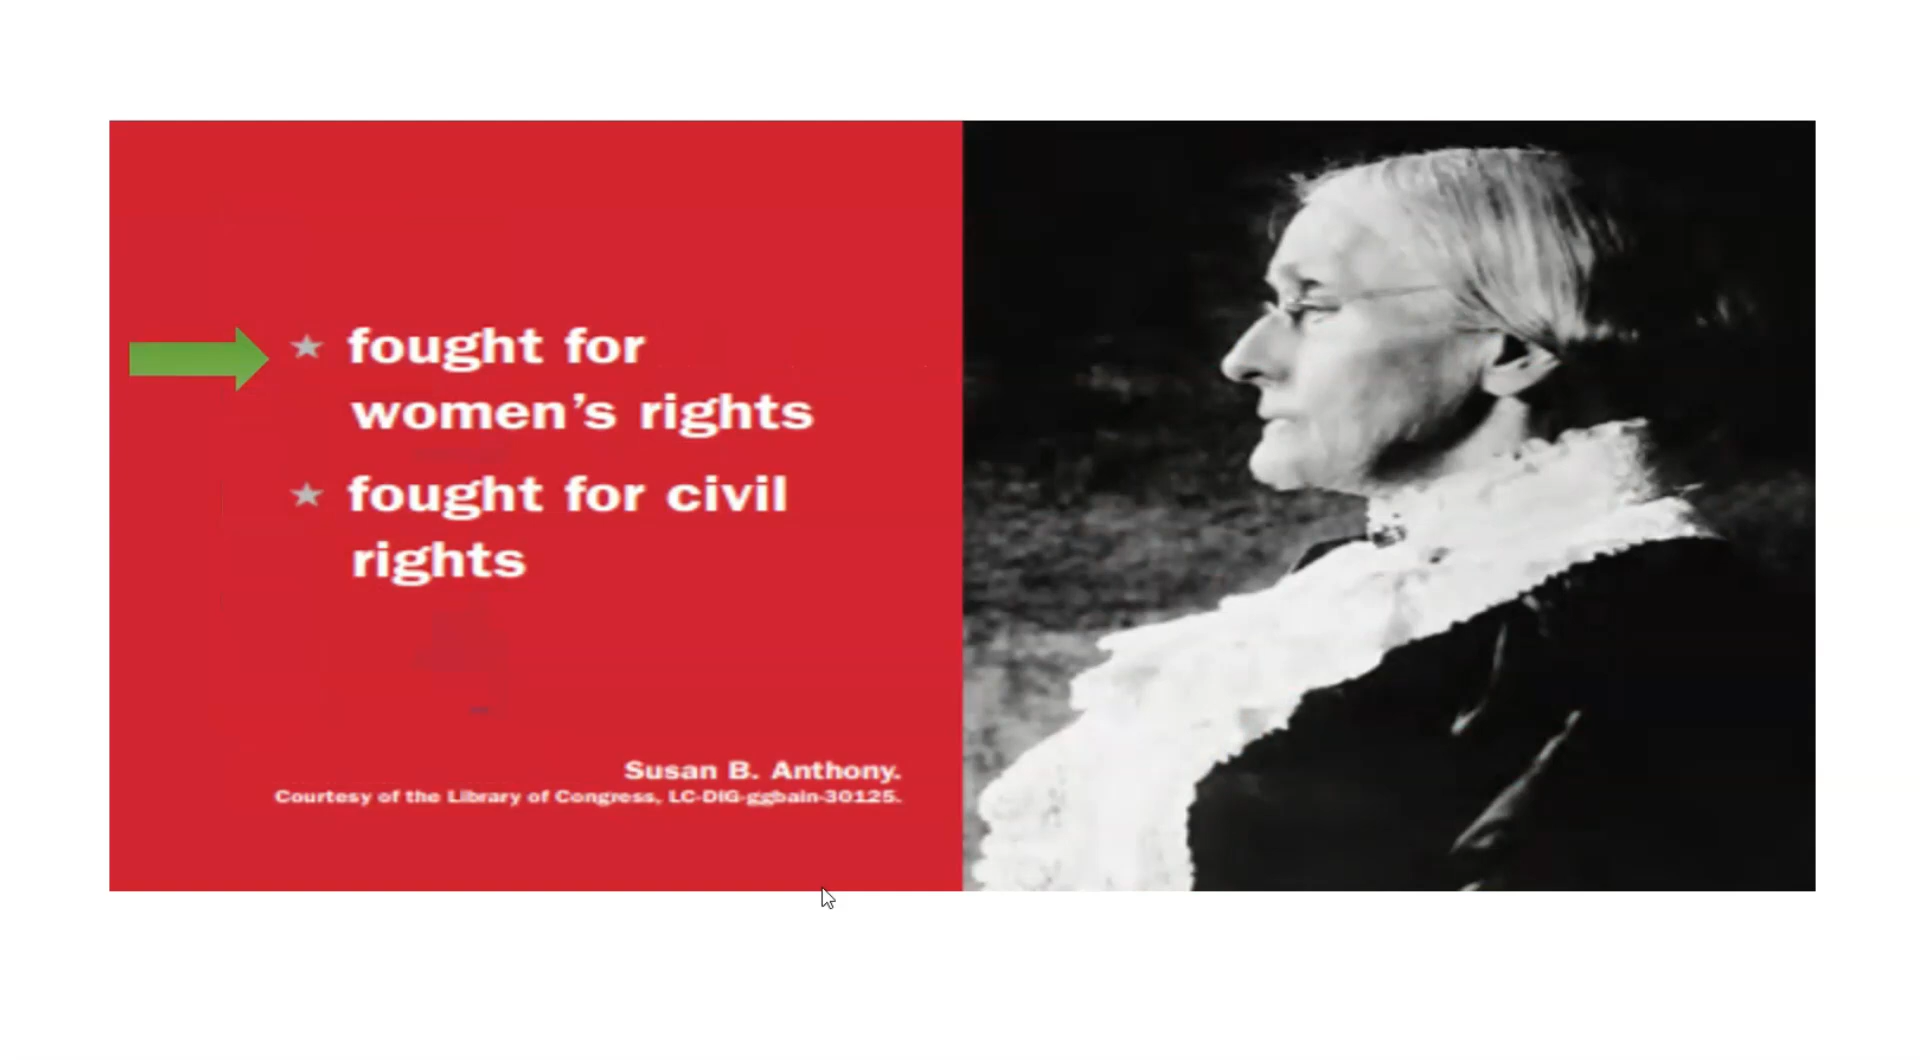 fought for
women’s rights
fought for civil
rights
Susan B. Anthony.
Courtesy of the Library of Congress, LC-DIG-ggbain-30125.